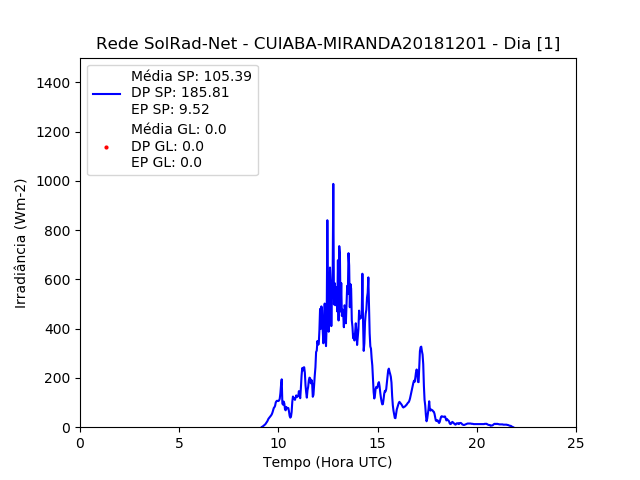 Rede SolRad-Net - CUIABA-MIRANDA20181201 - Dia [1]
Média SP: 105.39
DP SP: 185.81
EP SP: 9.52
Média GL: 0.0
DP GL: 0.0
EP GL: 0.0
1400
1200
1000
800
600
400
200
0
Irradiância (Wm-2)
0 5 10 15 20 25
Tempo (Hora UTC)